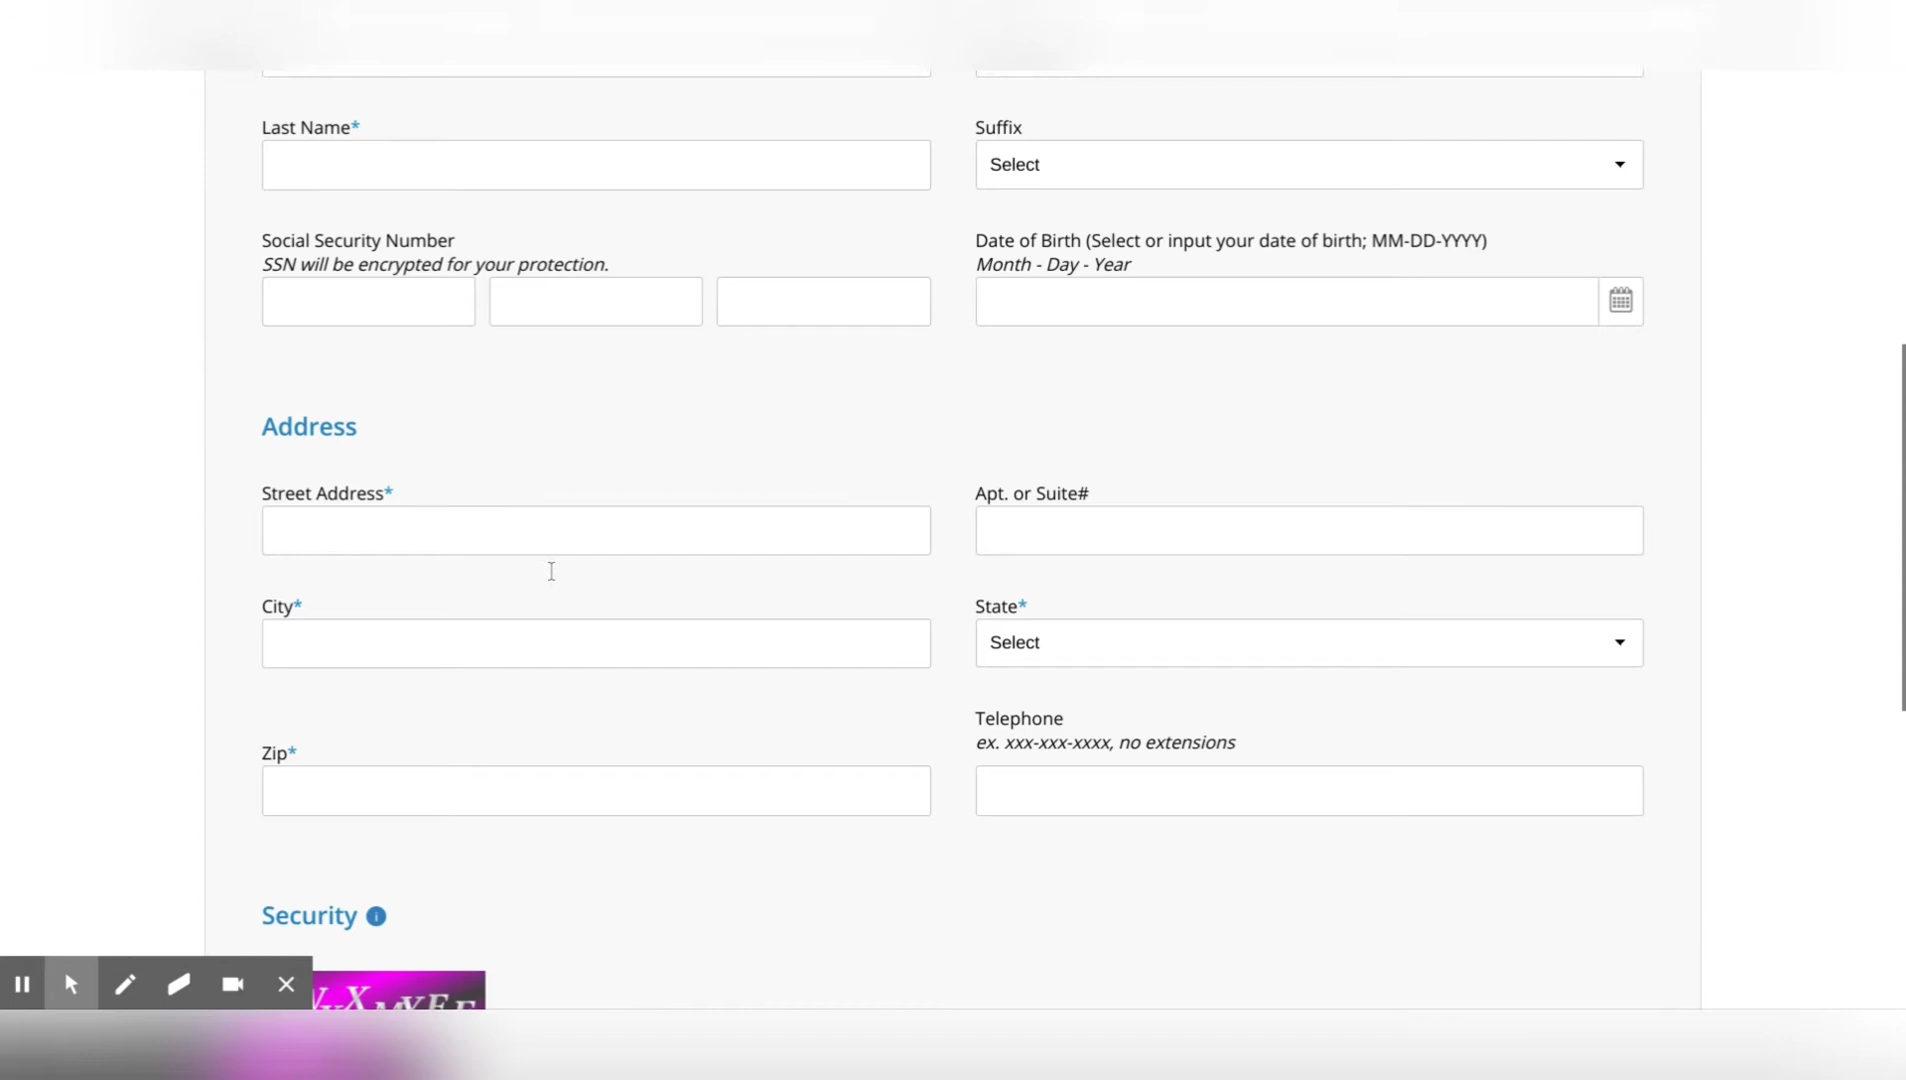 Last Name*
Suffix
Select
Social Security Number
SSN will be encrypted for your protection.
Date of Birth (Select or input your date of birth; MM-DD-YYYY)
Month - Day - Year
Address
Street Address*
Apt. or Suite#
City*
State*
Select
Telephone
ex. xxx-xxx-xxxx, no extensions
Zip*
Security i